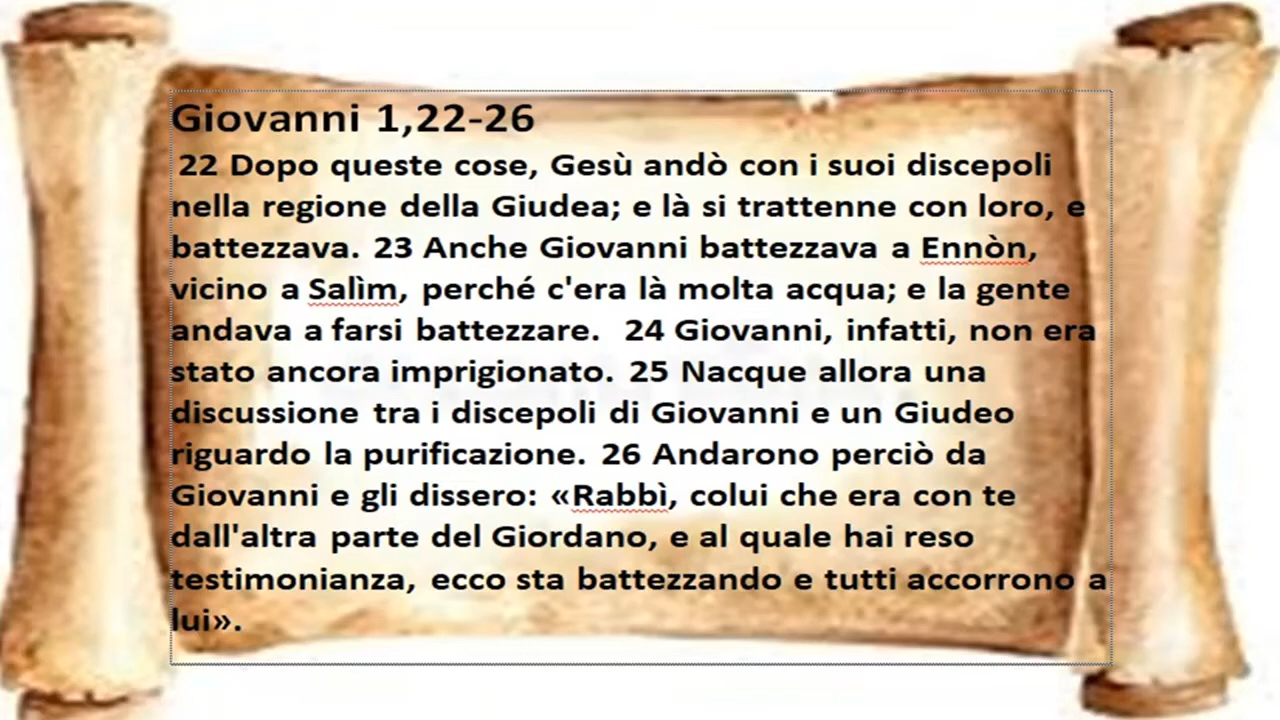 Giovanni 1,22-26
22 Dopo queste cose, Gesù andò con i suoi discepoli
nella regione della Giudea; e là si trattenne con loro, e
battezzava. 23 Anche Giovanni battezzava a Ennòn,
vicino a Salìm, perché c'era là molta acqua; e la gente
andava a farsi battezzare. 24 Giovanni, infatti, non era
stato ancora imprigionato. 25 Nacque allora una
discussione tra i discepoli di Giovanni e un Giudeo
riguardo la purificazione. 26 Andarono perciò da
Giovanni e gli dissero: «Rabbì, colui che era con te
dall'altra parte del Giordano, e al quale hai reso
testimonianza, ecco sta battezzando e tutti accorrono a
lui».